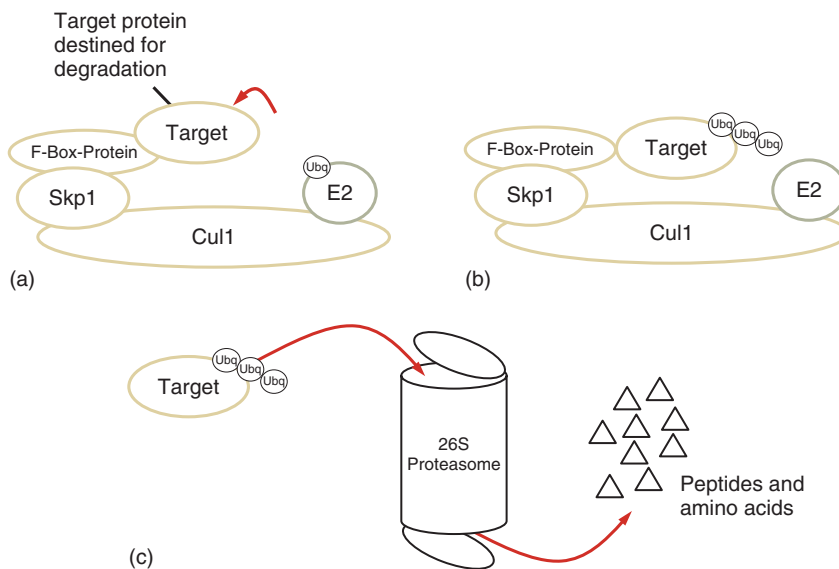 Target protein
destined for
degradation
Target
F-Box-Protein
Ubq
Skp1
E2
Cul1
(a)
Ubq
Ubq
Ubq
F-Box-Protein
Target
Skp1
E2
Cul1
(b)
Ubq
Ubq
Ubq
Target
26S
Proteasome
Peptides and
amino acids
(c)